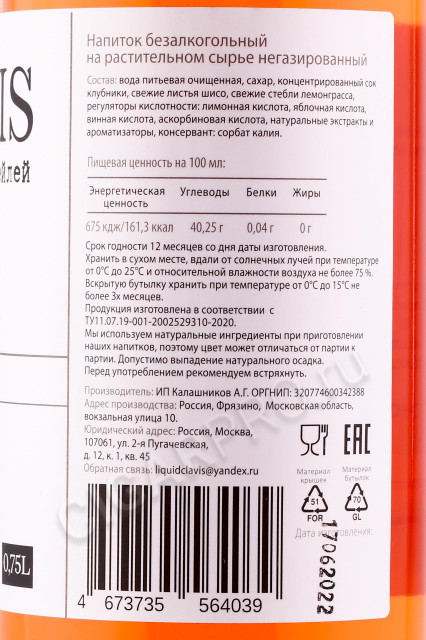 Напиток безалкогольный
на растительном сырье негазированный
Состав: вода питьевая очищенная, сахар, концентрированный сок
клубники, свежие листья шисо, свежие стебли лемонграсса,
регуляторы кислотности: лимонная кислота, яблочная кислота,
винная кислота, аскорбиновая кислота, натуральные экстракты и
ароматизаторы, консервант: сорбат калия.
Пищевая ценность на 100 мл:
Энергетическая ценность Углеводы Белки Жиры
675 кдж/161,3 ккал 40,25 г 0,04 г 0 г
Срок годности 12 месяцев со дня даты изготовления.
Хранить в сухом месте, вдали от солнечных лучей при температуре
от 0°С до 25°С и относительной влажности воздуха не более 75 %.
Вскрытую бутылку хранить при температуре от 0°С до 15°С не
более 3х месяцев.
Продукция изготовлена в соответствии с
ТУ11.07.19-001-2002529310-2020.
Мы используем натуральные ингредиенты при приготовлении
наших напитков, поэтому цвет может отличаться от партии к
партии. Допустимо выпадение натурального осадка.
Перед употреблением рекомендуем встряхнуть.
Производитель: ИП Калашников А.Г. ОРГНИП: 320774600342388
Адрес производства: Россия, Фрязино, Московская область,
вокзальная улица 10.
Юридический адрес: Россия, Москва,
107061, ул. 2-я Пугачевская,
д. 12, к. 1, кв. 45
Обратная связь: liquidclavis@yandex.ru
EAC
Материал крышек
Материал бутылок
51
FOR
70
GL
Дата изготовления:
17062022
4 673735 564039
IS
йлей
0,75L